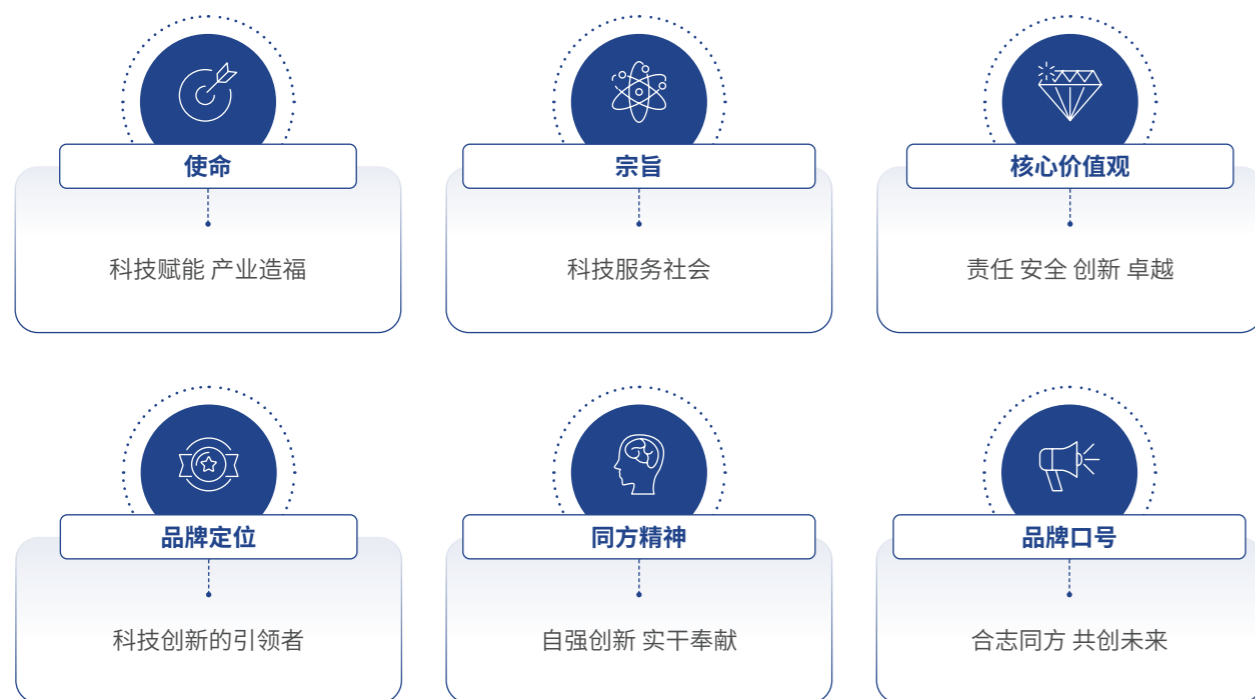 使命
科技赋能 产业造福
宗旨
科技服务社会
核心价值观
责任 安全 创新 卓越
品牌定位
科技创新的引领者
同方精神
自强创新 实干奉献
品牌口号
合志同方 共创未来